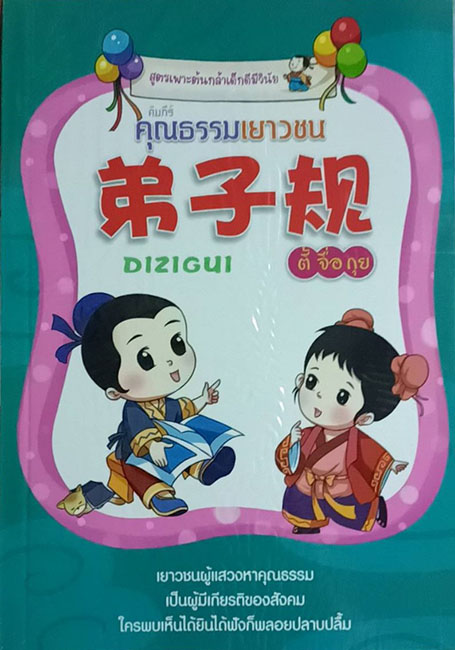 สูตรเพาะต้นกล้าเด็กดีมีวินัย
คัมภีร์
คุณธรรมเยาวชน
弟子规
DIZIGUI
ตี้ จื่อ กุย
เยาวชนผู้แสวงหาคุณธรรม
เป็นผู้มีเกียรติของสังคม
ใครพบเห็นได้ยินได้ฟังก็พลอยปลาบปลื้ม